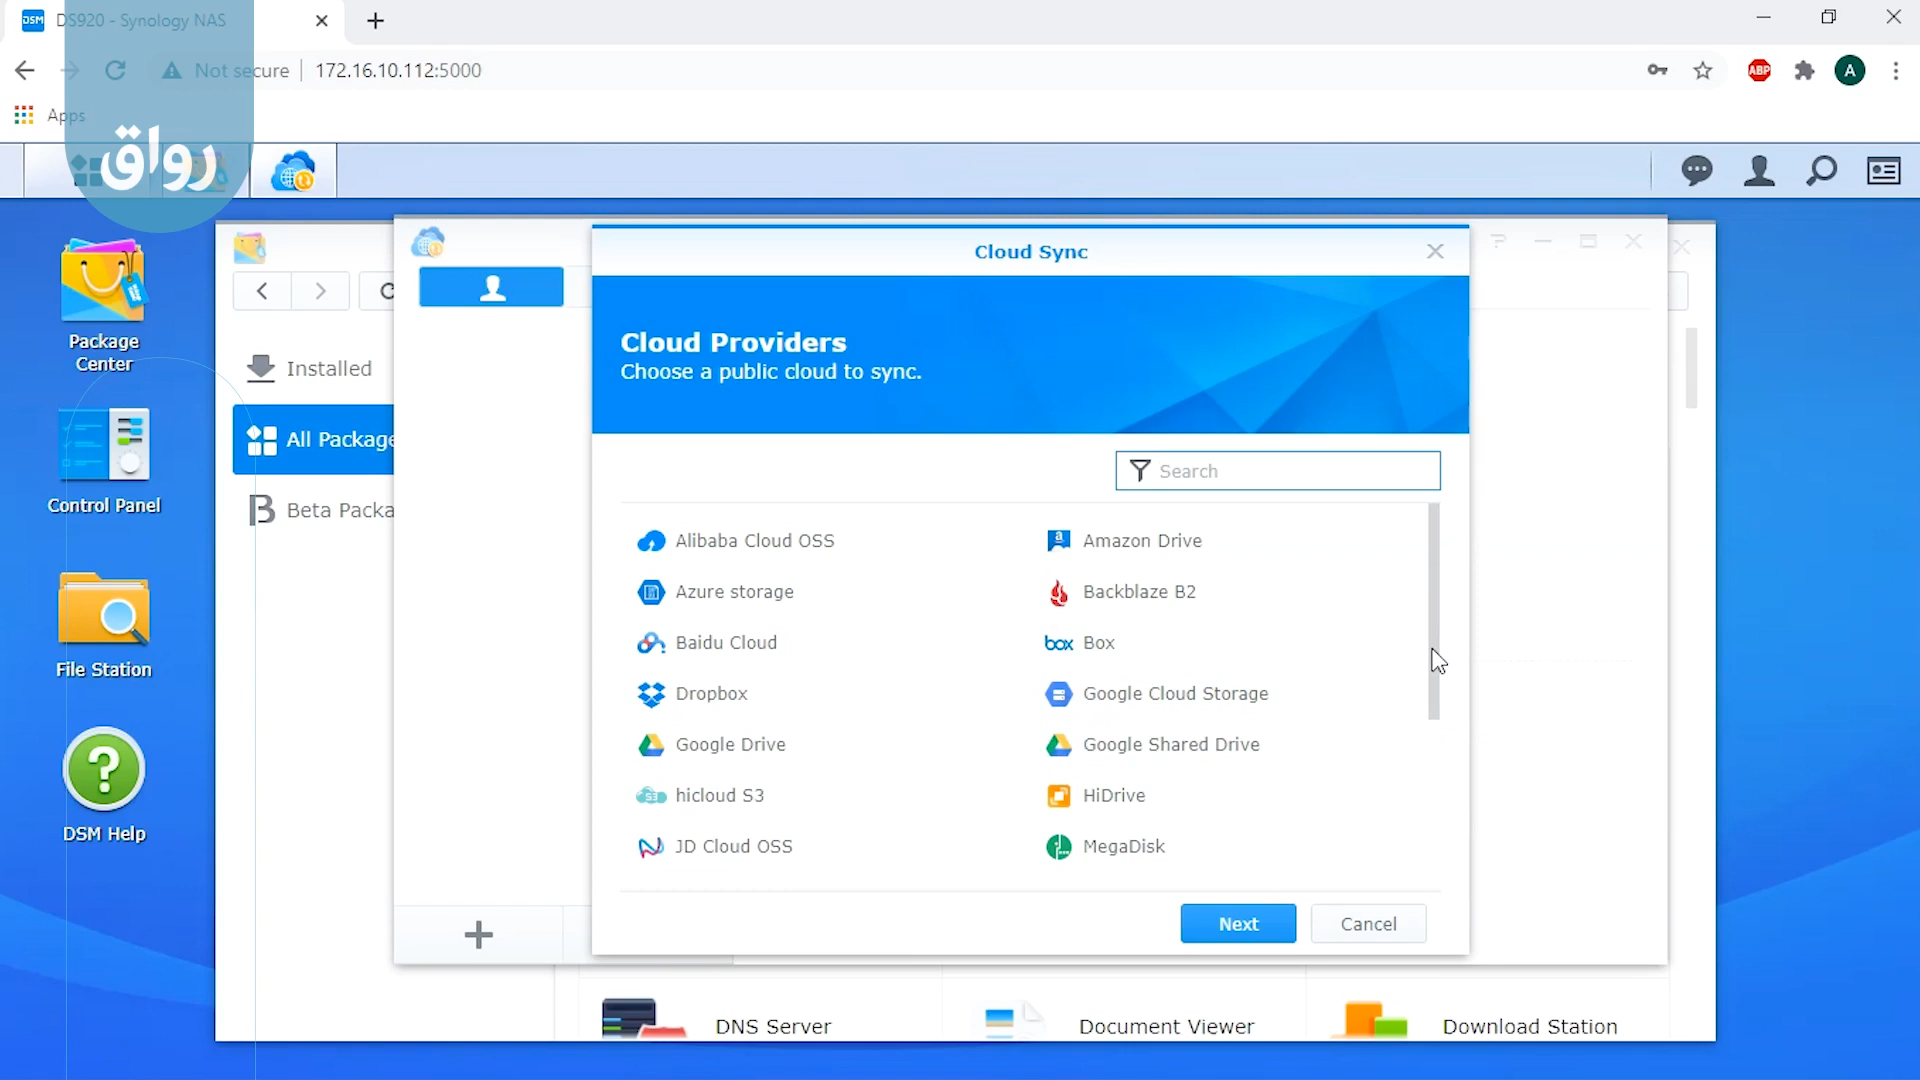 DSM
DS920 - Synology NAS
Not secure
172.16.10.112:5000
ABP
A
Apps
رواق
Package
Center
Control Panel
File Station
DSM Help
Installed
All Package
Beta Packa
Cloud Sync
Cloud Providers
Choose a public cloud to sync.
Search
Alibaba Cloud OSS
Amazon Drive
Azure storage
Backblaze B2
Baidu Cloud
box Box
Dropbox
Google Cloud Storage
Google Drive
Google Shared Drive
S3 hicloud S3
HiDrive
JD Cloud OSS
MegaDisk
Next
Cancel
DNS Server
Document Viewer
Download Station